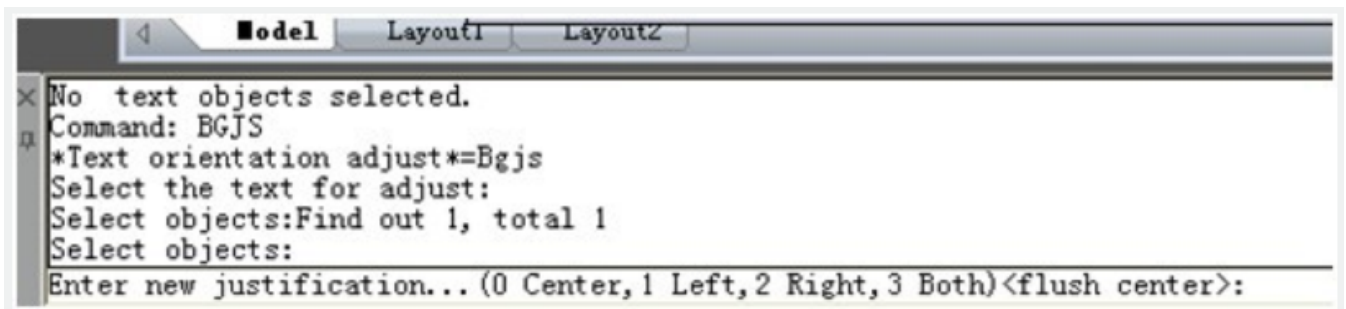 Model Layout1 Layout2
No text objects selected.
Command: BGJS
*Text orientation adjust*=Bgjs
Select the text for adjust:
Select objects:Find out 1, total 1
Select objects:
Enter new justification...(0 Center,1 Left,2 Right,3 Both)<flush center>: